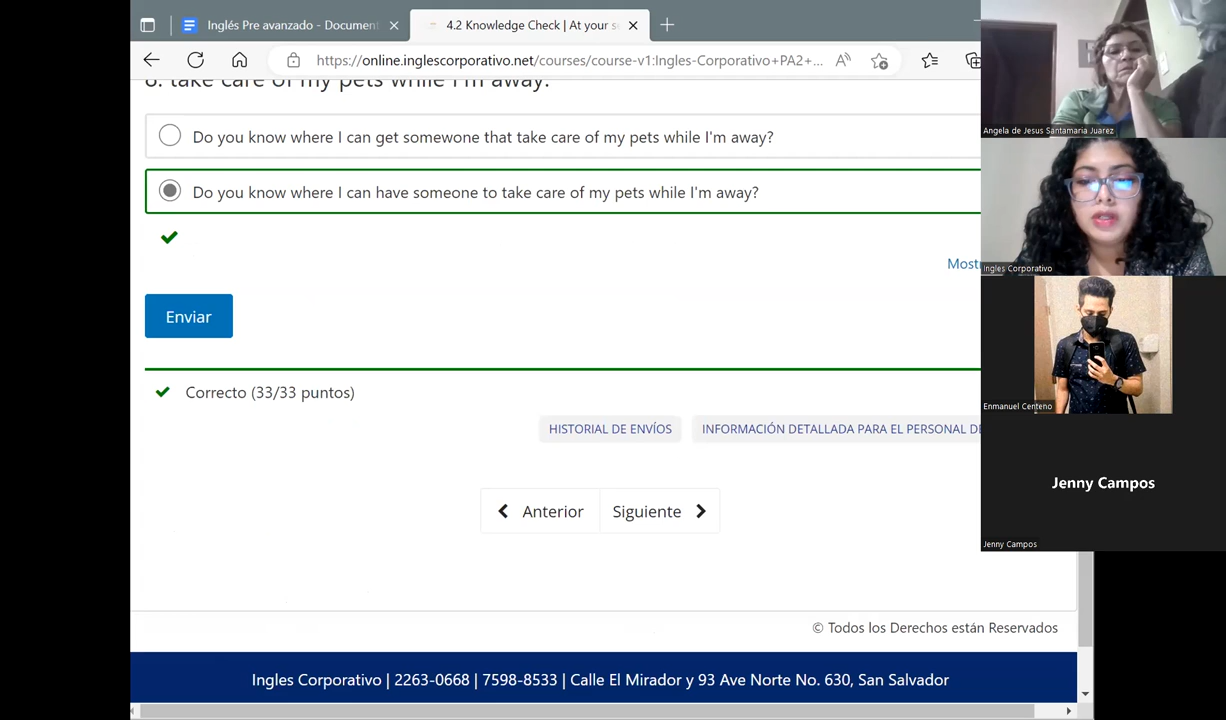 Inglés Pre avanzado - Document
4.2 Knowledge Check | At your s
https://online.inglescorporativo.net/courses/course-v1:Ingles-Corporativo+PA2+...
8. take care of my pets while I'm away.
Do you know where I can get somewone that take care of my pets while I'm away?
Do you know where I can have someone to take care of my pets while I'm away?
Most
Enviar
Correcto (33/33 puntos)
HISTORIAL DE ENVÍOS
INFORMACIÓN DETALLADA PARA EL PERSONAL DE
Anterior
Siguiente
© Todos los Derechos están Reservados
Ingles Corporativo | 2263-0668 | 7598-8533 | Calle El Mirador y 93 Ave Norte No. 630, San Salvador
Angela de Jesus Santamaria Juarez
Ingles Corporativo
Enmanuel Centeno
Jenny Campos
Jenny Campos